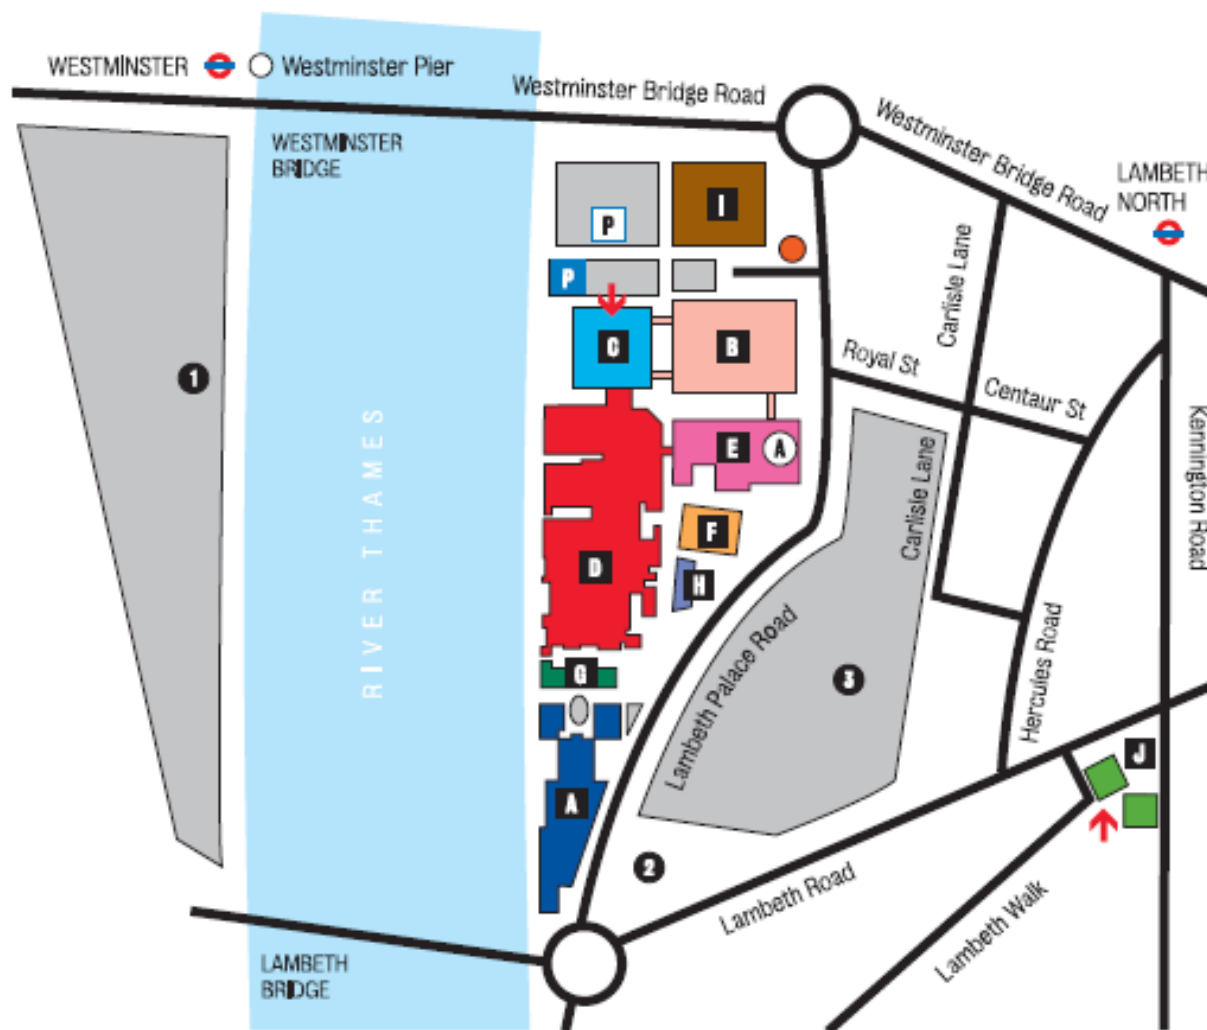 WESTMINSTER
Westminster Pier
Westminster Bridge Road
WESTMINSTER
BRIDGE
Westminster Bridge Road
LAMBETH
NORTH
I
P
P
Carlisle Lane
C
B
Royal St
1
Centaur St
RIVER THAMES
E
A
Carlisle Lane
Kennington Road
F
D
H
Lambeth Palace Road
G
3
Hercules Road
J
A
2
Lambeth Road
Lambeth Walk
LAMBETH
BRIDGE